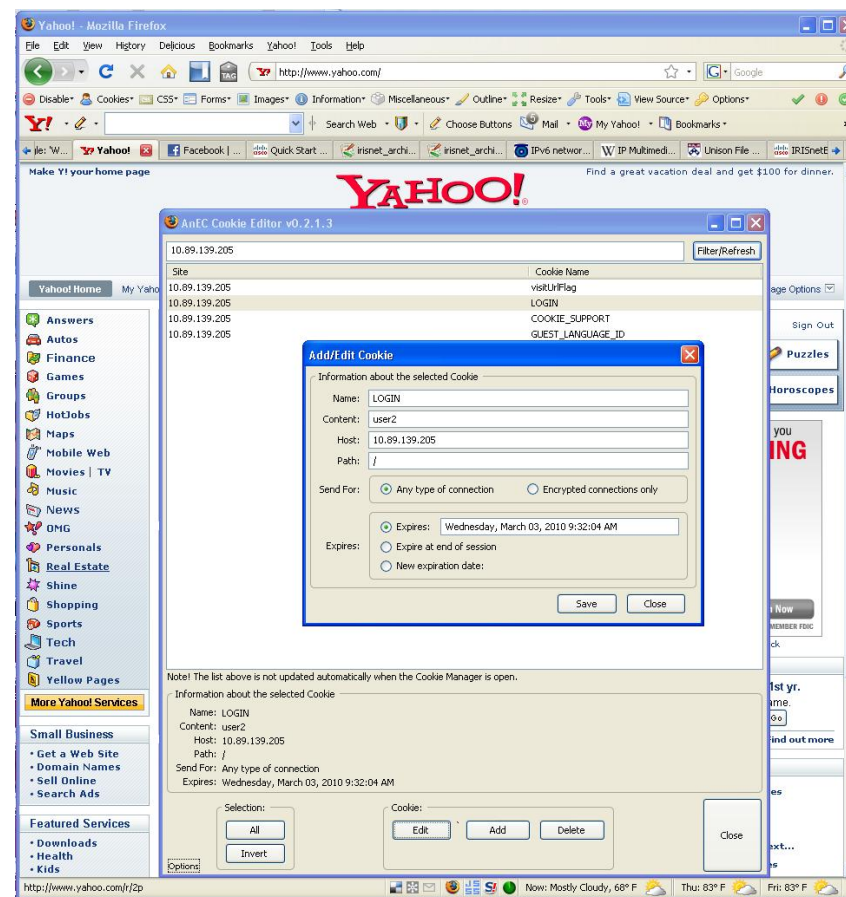 Yahoo! - Mozilla Firefox
File Edit View History Delicious Bookmarks Yahoo! Tools Help
TAG http://www.yahoo.com/ G Google
Disable Cookies CSS Forms Images Information Miscellaneous Outline Resize Tools View Source Options
Y! Search Web Choose Buttons Mail My Yahoo! Bookmarks
Yahoo! Facebook | ... Quick Start ... irisnet_archi... irisnet_archi... IPv6 networ... W IP Multimedi... Unison File ... IRISnetE
Make Y! your home page
YAHOO!
Find a great vacation deal and get $100 for dinner.
AnEC Cookie Editor v0.2.1.3
10.89.139.205 Filter/Refresh
Site Cookie Name
10.89.139.205 visitUrlFlag
10.89.139.205 LOGIN
10.89.139.205 COOKIE_SUPPORT
10.89.139.205 GUEST_LANGUAGE_ID
Yahoo! Home My Yaho
age Options
Answers
Autos
Finance
Games
Groups
HotJobs
Maps
Mobile Web
Movies | TV
Music
News
OMG
Personals
Real Estate
Shine
Shopping
Sports
Tech
Travel
Yellow Pages
More Yahoo! Services
Small Business
• Get a Web Site
• Domain Names
• Sell Online
• Search Ads
Featured Services
• Downloads
• Health
• Kids
Add/Edit Cookie
Information about the selected Cookie
Name: LOGIN
Content: user2
Host: 10.89.139.205
Path: /
Send For: Any type of connection Encrypted connections only
Expires: Expires: Wednesday, March 03, 2010 9:32:04 AM
Expire at end of session
New expiration date:
Save Close
Note! The list above is not updated automatically when the Cookie Manager is open.
Information about the selected Cookie
Name: LOGIN
Content: user2
Host: 10.89.139.205
Path: /
Send For: Any type of connection
Expires: Wednesday, March 03, 2010 9:32:04 AM
Selection:
All
Invert
Cookie:
Edit Add Delete
Close
Options
Sign Out
Puzzles
Horoscopes
you
ING
Now
MEMBER FDIC
ck
1st yr.
ame.
Go
ind out more
es
ext...
es
http://www.yahoo.com/r/2p Now: Mostly Cloudy, 68° F Thu: 83° F Fri: 83° F